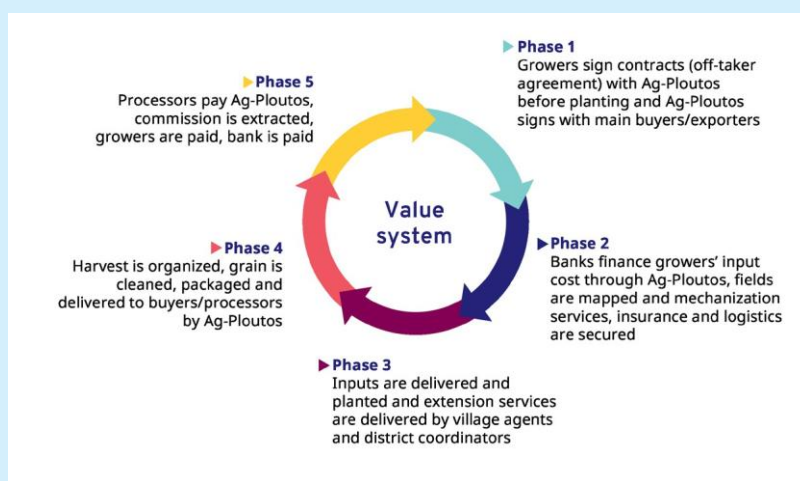 Phase 1
Growers sign contracts (off-taker
agreement) with Ag-Ploutos
before planting and Ag-Ploutos
signs with main buyers/exporters
Phase 2
Banks finance growers’ input
cost through Ag-Ploutos, fields
are mapped and mechanization
services, insurance and logistics
are secured
Phase 3
Inputs are delivered and
planted and extension services
are delivered by village agents
and district coordinators
Phase 4
Harvest is organized, grain is
cleaned, packaged and
delivered to buyers/processors
by Ag-Ploutos
Phase 5
Processors pay Ag-Ploutos,
commission is extracted,
growers are paid, bank is paid
Value
system